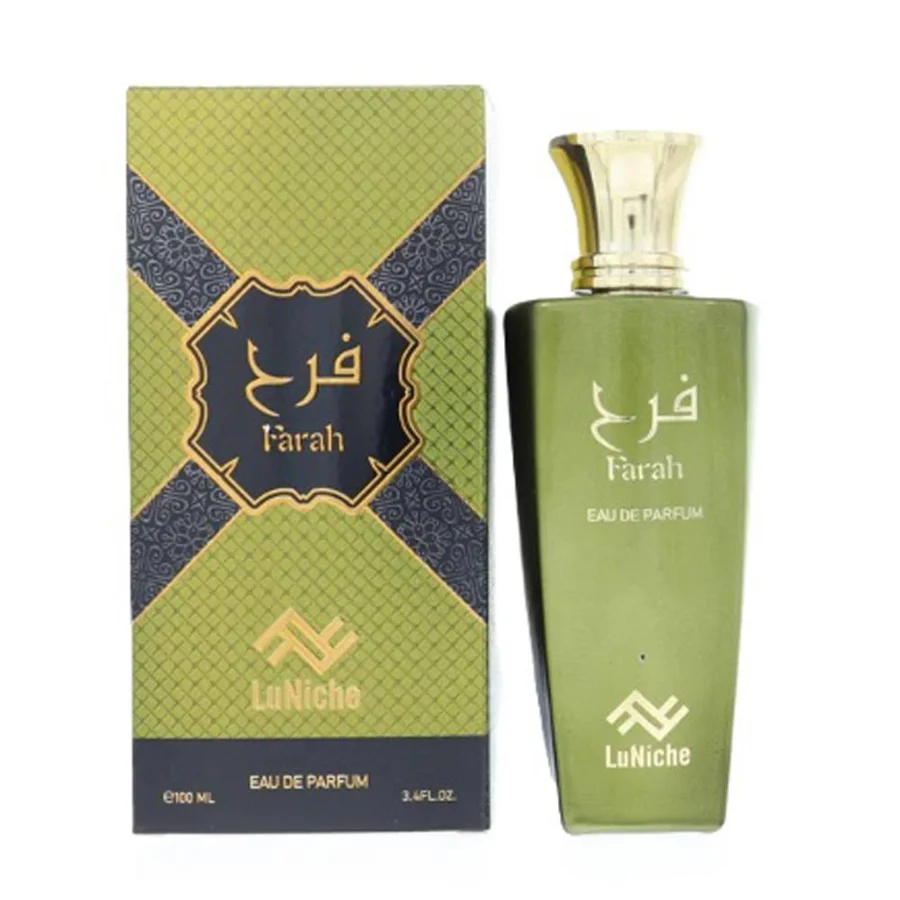 فرح
Farah
LuNiche
EAU DE PARFUM
℮100 ML
3.4FL.OZ.
فرح
Farah
EAU DE PARFUM
LuNiche